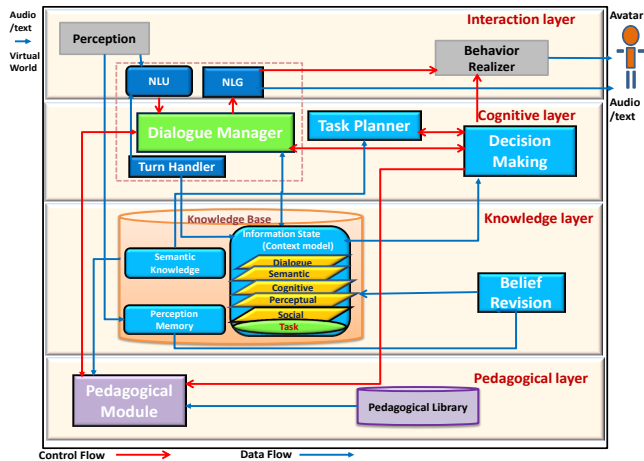 Audio
/text
Virtual
World
Interaction layer
Avatar
Perception
Behavior
Realizer
NLU
NLG
Audio
/text
Cognitive layer
Dialogue Manager
Task Planner
Decision
Making
Turn Handler
Knowledge layer
Knowledge Base
Information State
(Context model)
Semantic
Knowledge
Dialogue
Semantic
Cognitive
Perceptual
Social
Task
Belief
Revision
Perception
Memory
Pedagogical layer
Pedagogical
Module
Pedagogical Library
Control Flow
Data Flow